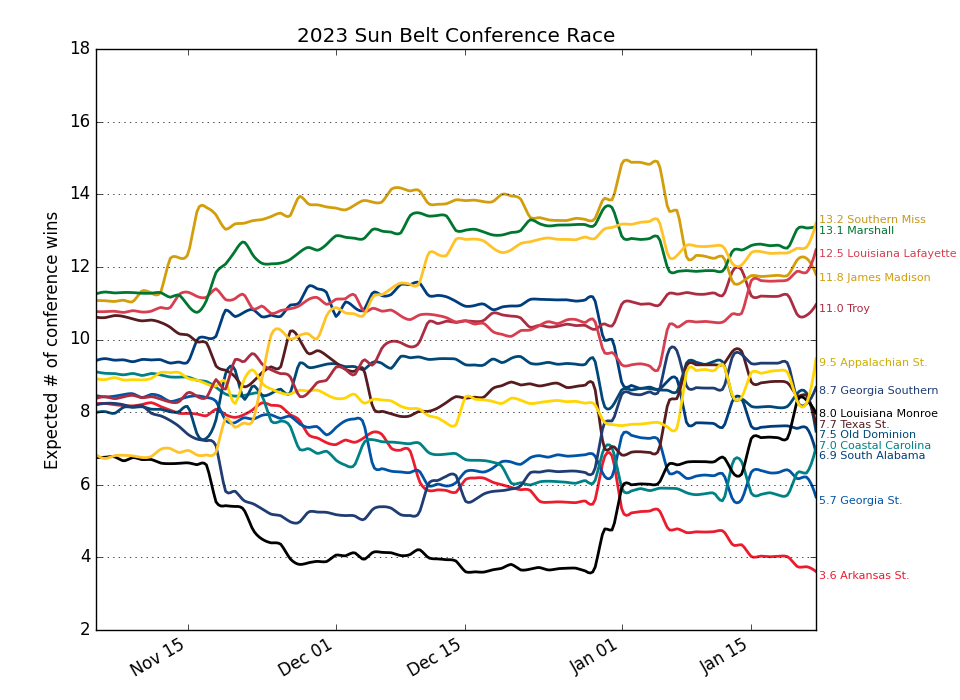 2023 Sun Belt Conference Race
Expected # of conference wins
18
16
14
12
10
8
6
4
2
Nov 15
Dec 01
Dec 15
Jan 01
Jan 15
13.2 Southern Miss
13.1 Marshall
12.5 Louisiana Lafayette
11.8 James Madison
11.0 Troy
9.5 Appalachian St.
8.7 Georgia Southern
8.0 Louisiana Monroe
7.7 Texas St.
7.5 Old Dominion
7.0 Coastal Carolina
6.9 South Alabama
5.7 Georgia St.
3.6 Arkansas St.